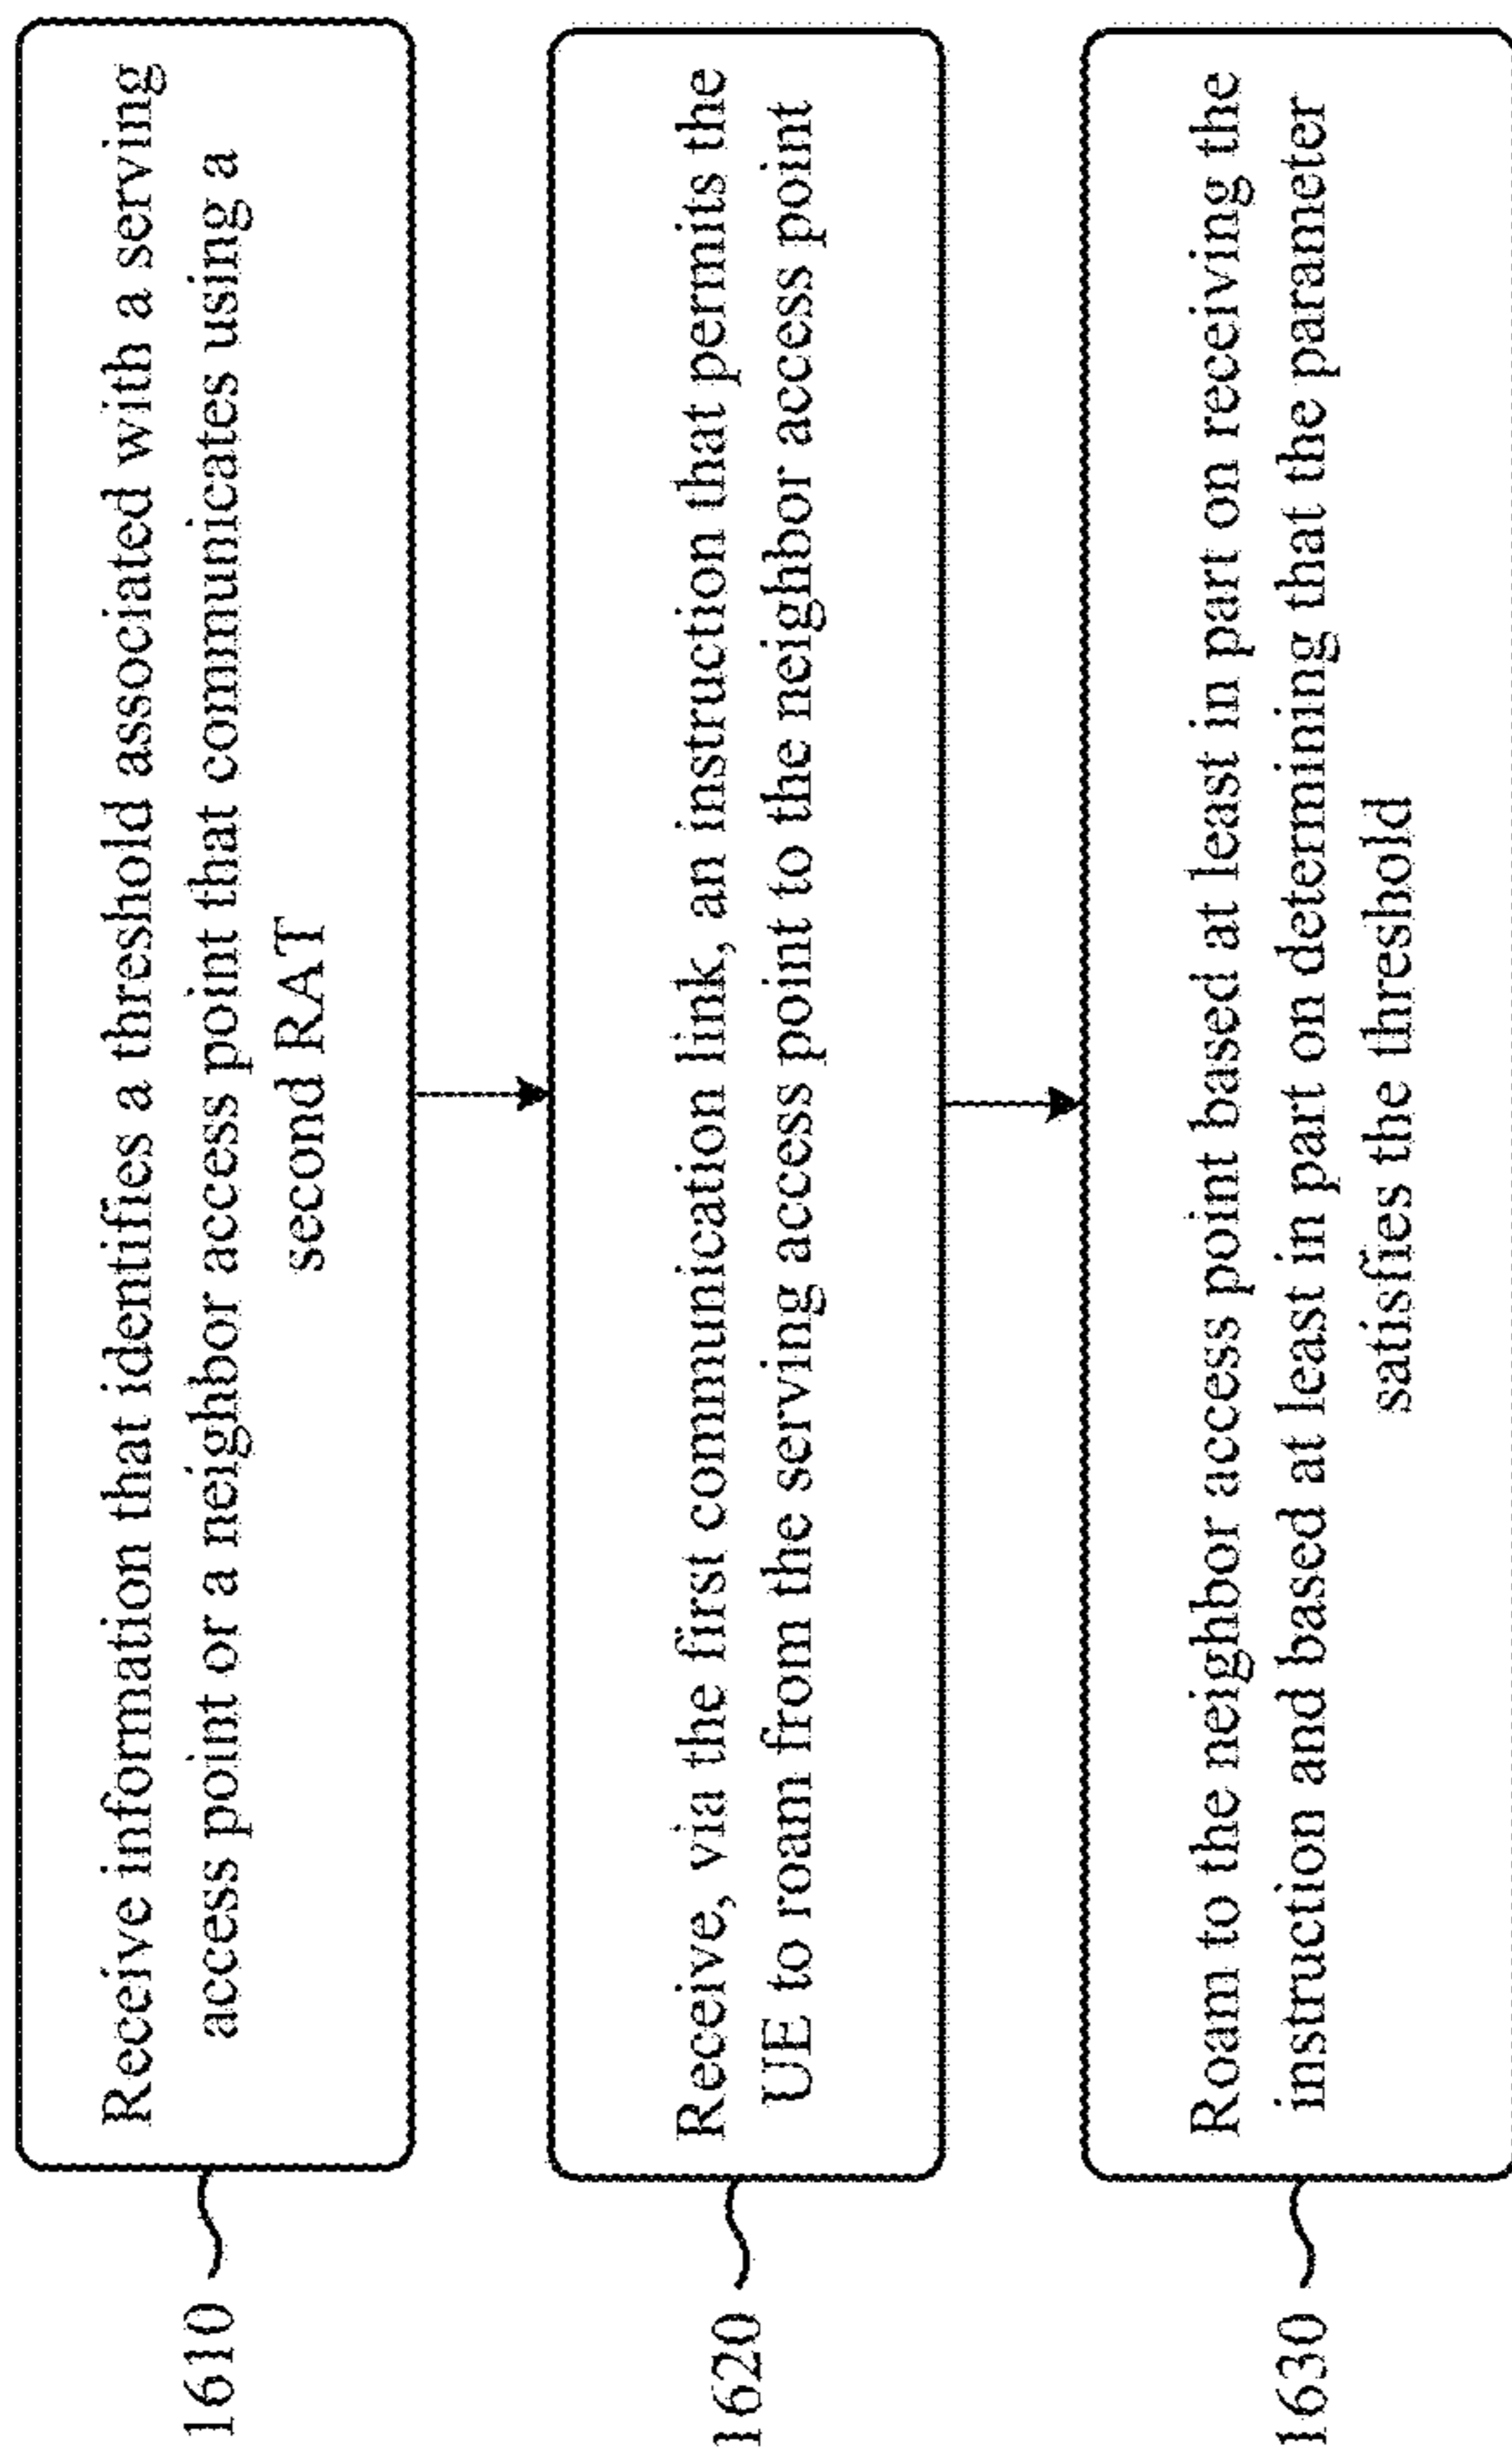 1610
Receive information that identifies a threshold associated with a serving
access point or a neighbor access point that communicates using a
second RAT
1620
Receive, via the first communication link, an instruction that permits the
UE to roam from the serving access point to the neighbor access point
1630
Roam to the neighbor access point based at least in part on receiving the
instruction and based at least in part on determining that the parameter
satisfies the threshold